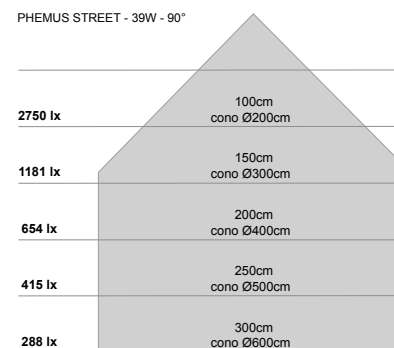 PHEMUS STREET - 39W - 90°
100cm
2750 lx
cono Ø200cm
150cm
1181 lx
cono Ø300cm
200cm
654 lx
cono Ø400cm
250cm
415 lx
cono Ø500cm
300cm
288 lx
cono Ø600cm